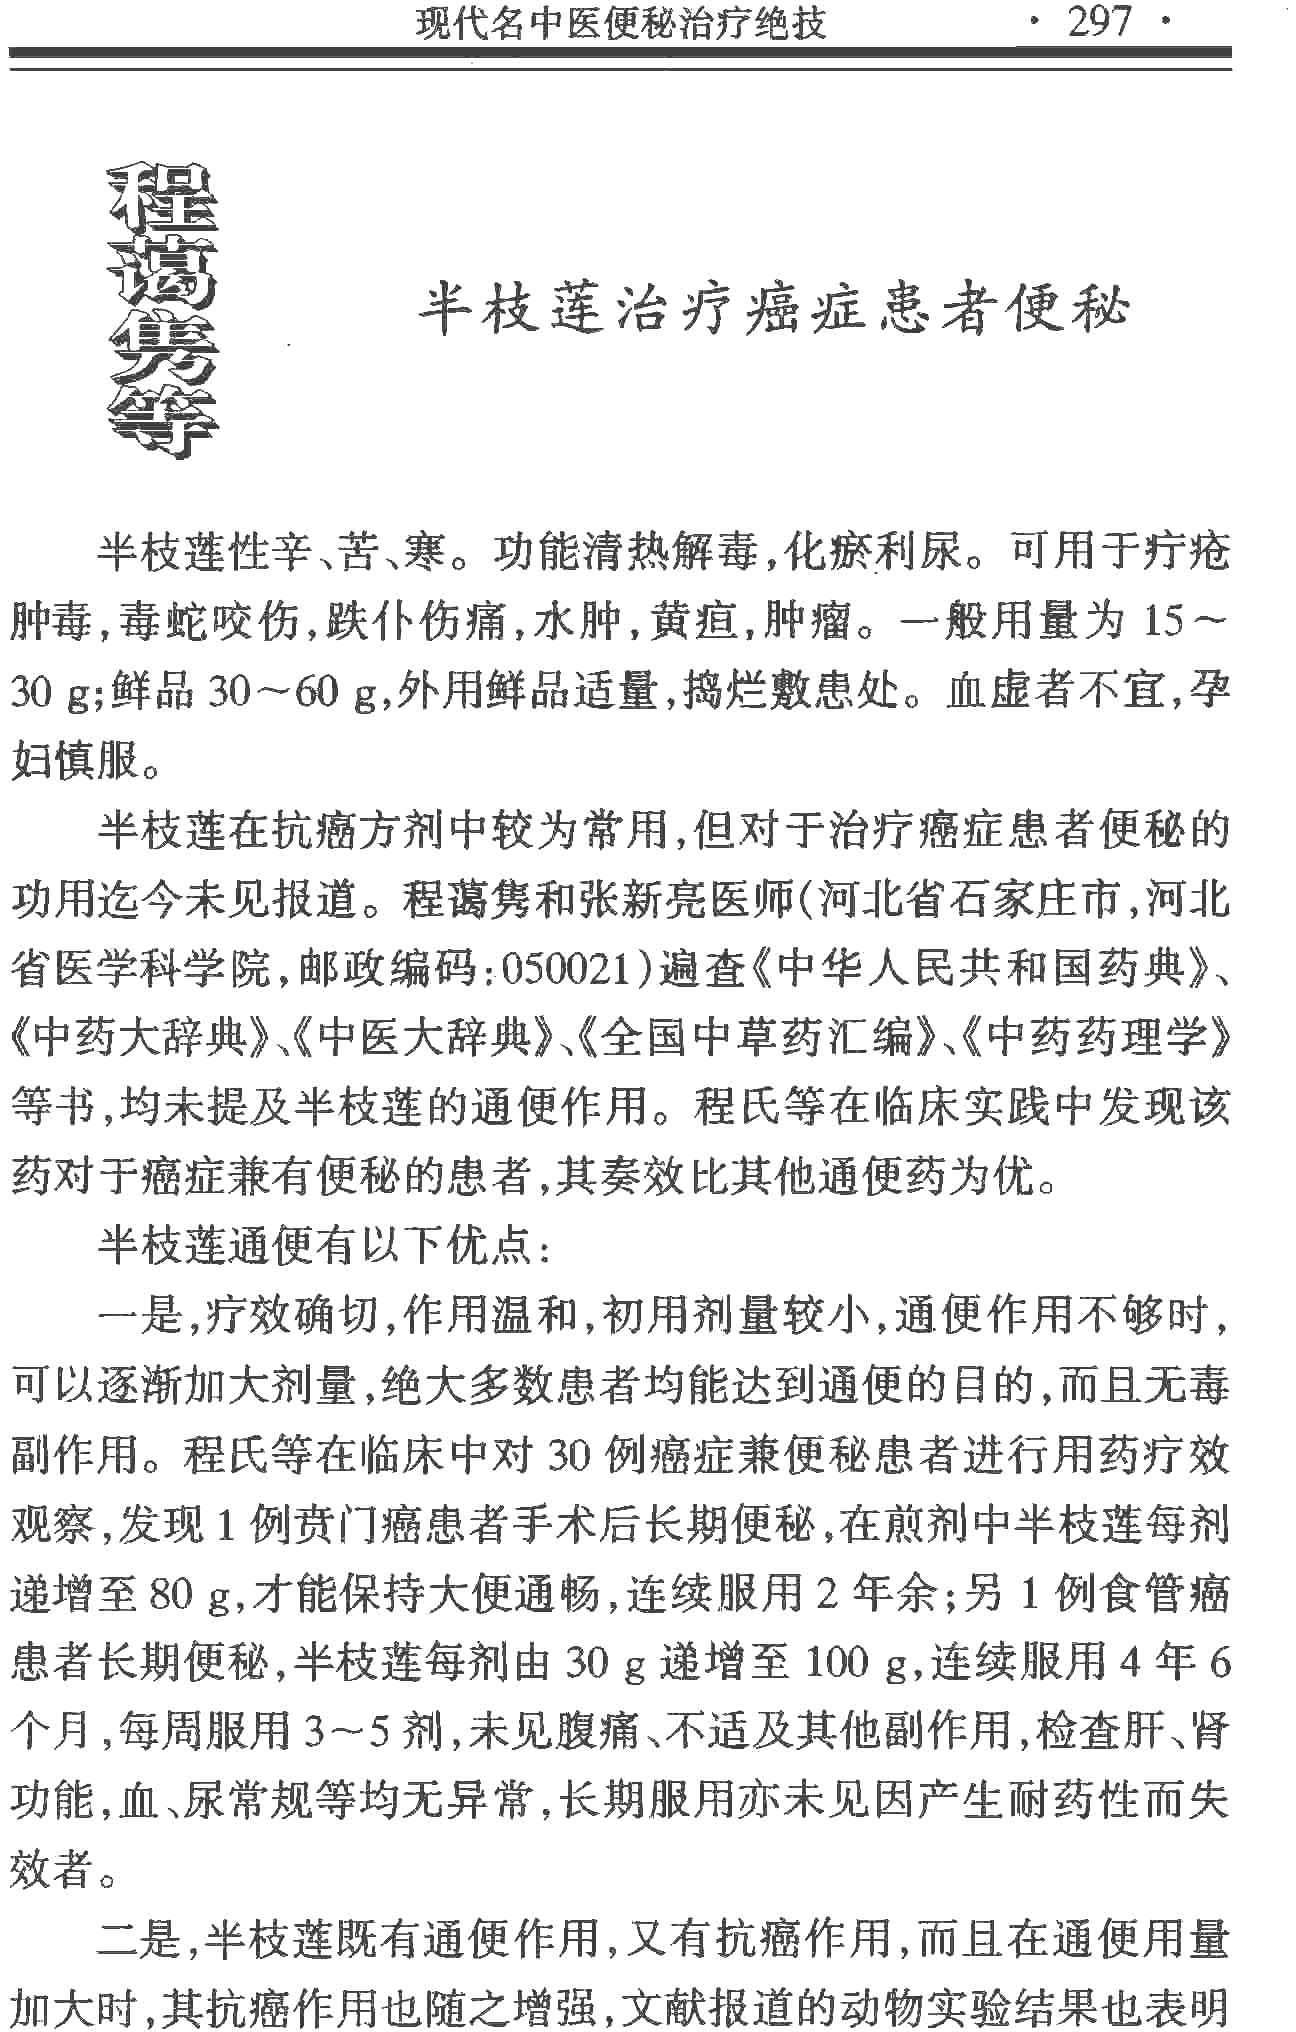 现代名中医便秘治疗绝技
· 297 ·
程蔼隽等
半枝莲治疗癌症患者便秘
半枝莲性辛、苦、寒。功能清热解毒,化瘀利尿。可用于疔疮
肿毒,毒蛇咬伤,跌仆伤痛,水肿,黄疸,肿瘤。一般用量为 15～
30 g;鲜品 30～60 g,外用鲜品适量,捣烂敷患处。血虚者不宜,孕
妇慎服。
半枝莲在抗癌方剂中较为常用,但对于治疗癌症患者便秘的
功用迄今未见报道。程蔼隽和张新亮医师(河北省石家庄市,河北
省医学科学院,邮政编码:050021)遍查《中华人民共和国药典》、
《中药大辞典》、《中医大辞典》、《全国中草药汇编》、《中药药理学》
等书,均未提及半枝莲的通便作用。程氏等在临床实践中发现该
药对于癌症兼有便秘的患者,其奏效比其他通便药为优。
半枝莲通便有以下优点:
一是,疗效确切,作用温和,初用剂量较小,通便作用不够时,
可以逐渐加大剂量,绝大多数患者均能达到通便的目的,而且无毒
副作用。程氏等在临床中对 30 例癌症兼便秘患者进行用药疗效
观察,发现 1 例贲门癌患者手术后长期便秘,在煎剂中半枝莲每剂
递增至 80 g,才能保持大便通畅,连续服用 2 年余;另 1 例食管癌
患者长期便秘,半枝莲每剂由 30 g 递增至 100 g,连续服用 4 年 6
个月,每周服用 3～5 剂,未见腹痛、不适及其他副作用,检查肝、肾
功能,血、尿常规等均无异常,长期服用亦未见因产生耐药性而失
效者。
二是,半枝莲既有通便作用,又有抗癌作用,而且在通便用量
加大时,其抗癌作用也随之增强,文献报道的动物实验结果也表明